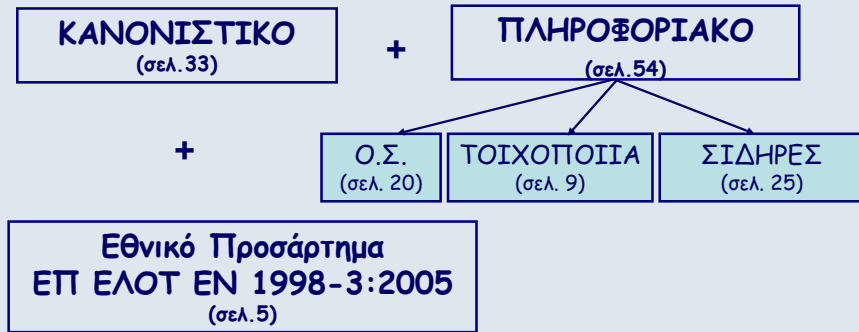 ΚΑΝΟΝΙΣΤΙΚΟ
(σελ.33)
+
ΠΛΗΡΟΦΟΡΙΑΚΟ
(σελ.54)
+
Ο.Σ.
(σελ. 20)
ΤΟΙΧΟΠΟΙΙΑ
(σελ. 9)
ΣΙΔΗΡΕΣ
(σελ. 25)
Εθνικό Προσάρτημα
ΕΠ ΕΛΟΤ ΕΝ 1998-3:2005
(σελ.5)